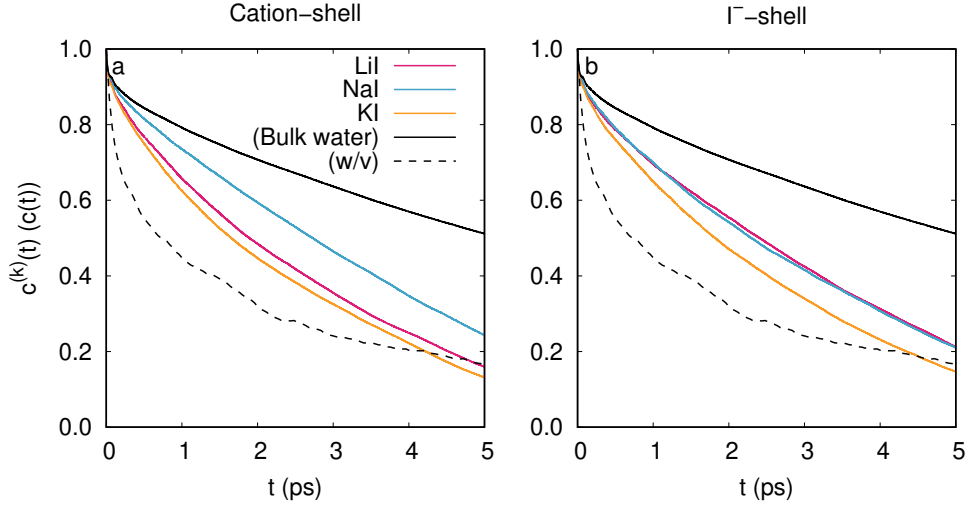 Cation−shell
a
LiI
NaI
KI
(Bulk water)
(w/v)
c(k)(t) (c(t))
1.0
0.8
0.6
0.4
0.2
0.0
0 1 2 3 4 5
t (ps)
I−−shell
b
1.0
0.8
0.6
0.4
0.2
0.0
0 1 2 3 4 5
t (ps)